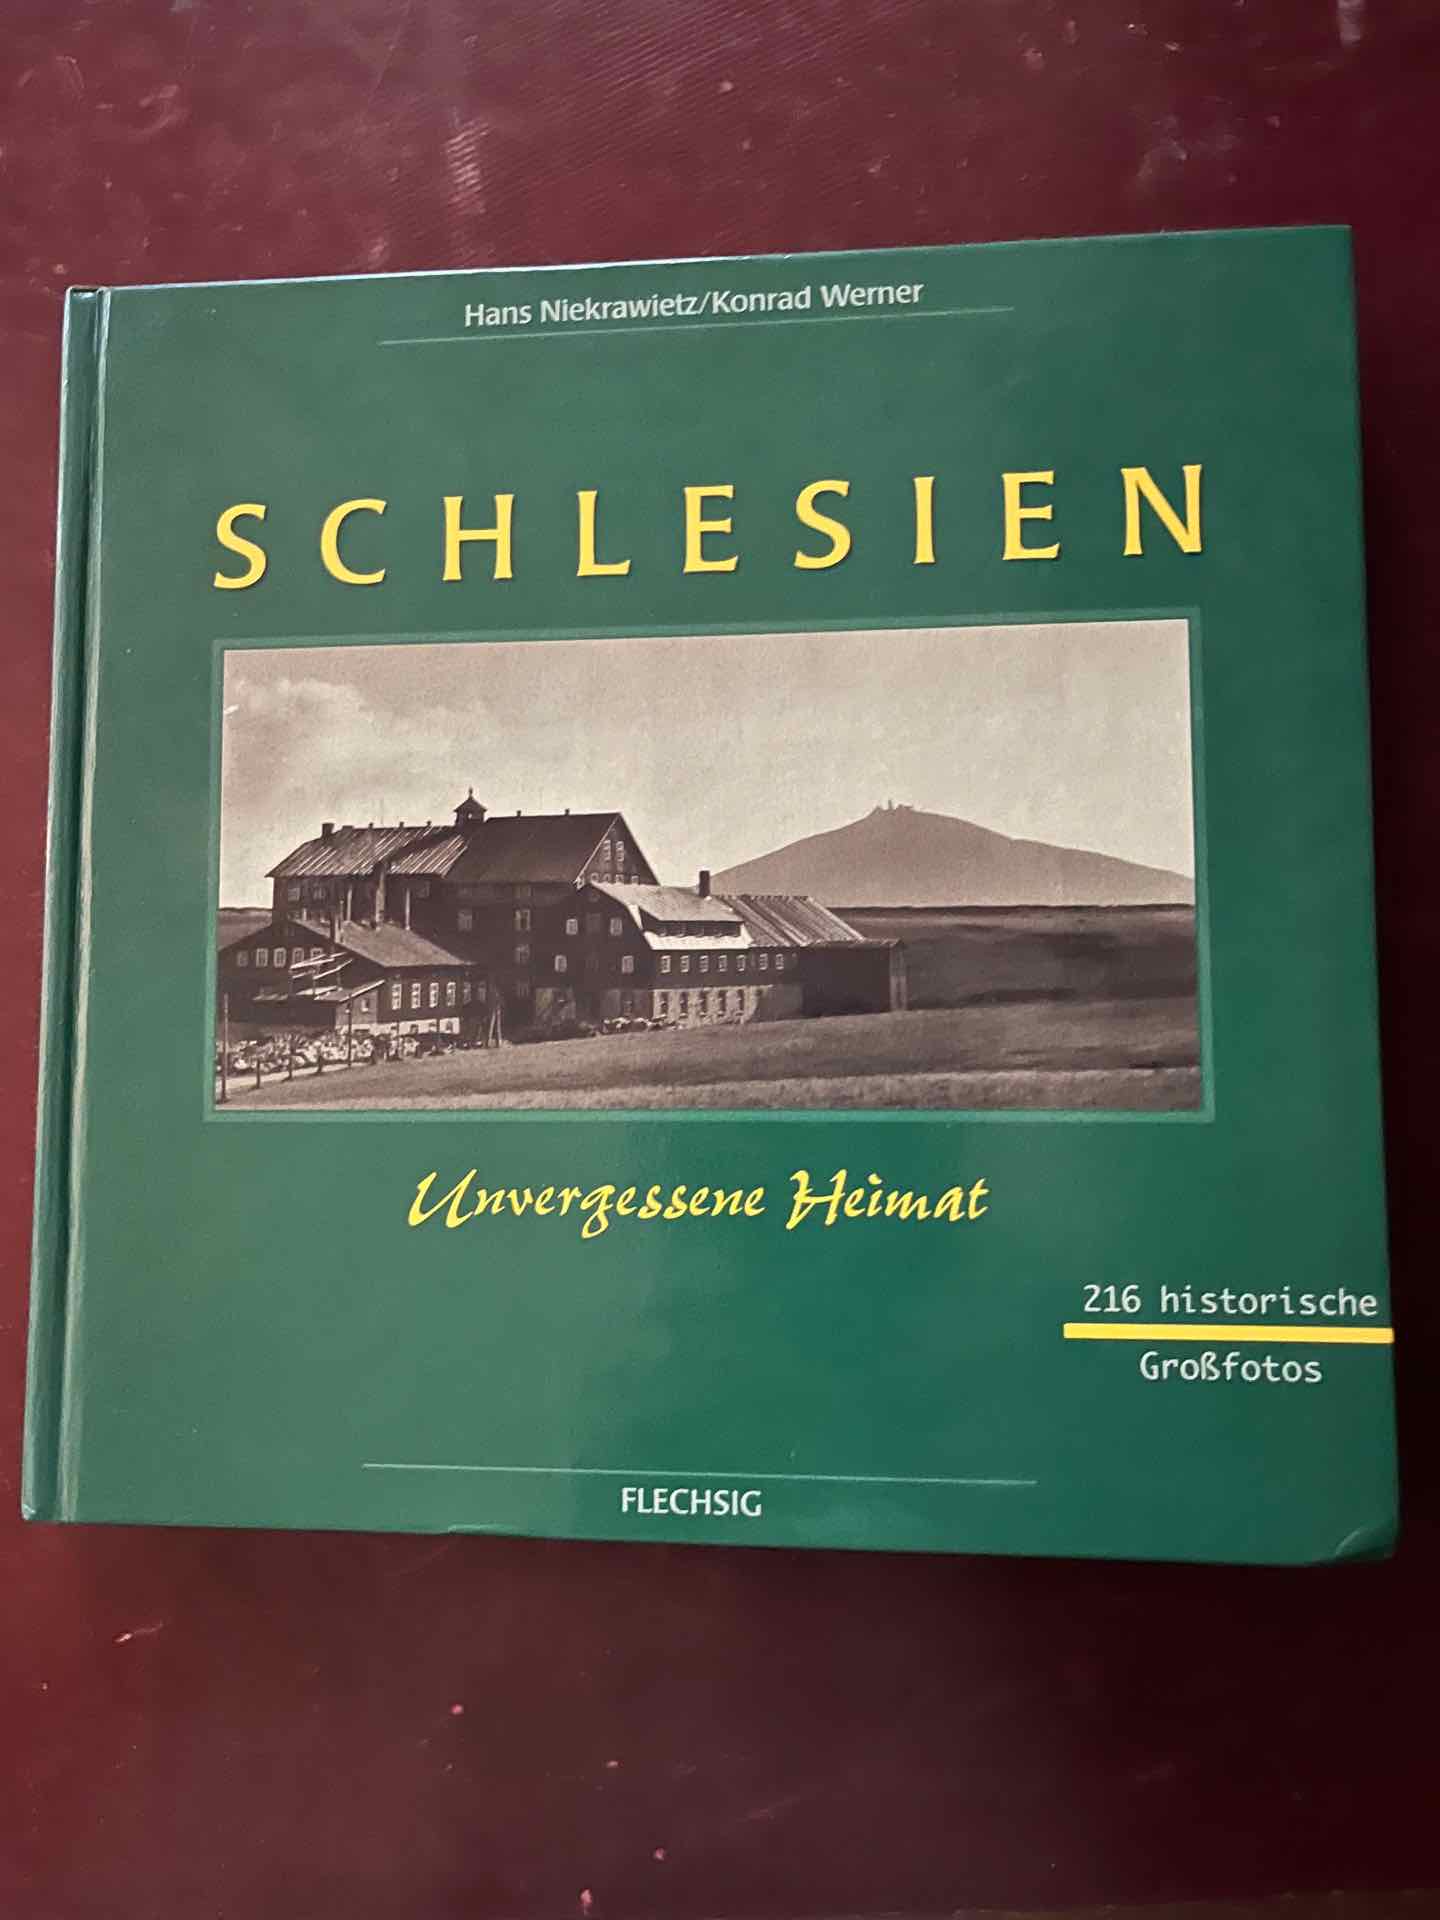 Hans Niekrawietz/Konrad Werner
SCHLESIEN
Unvergessene Heimat
216 historische
Großfotos
FLECHSIG